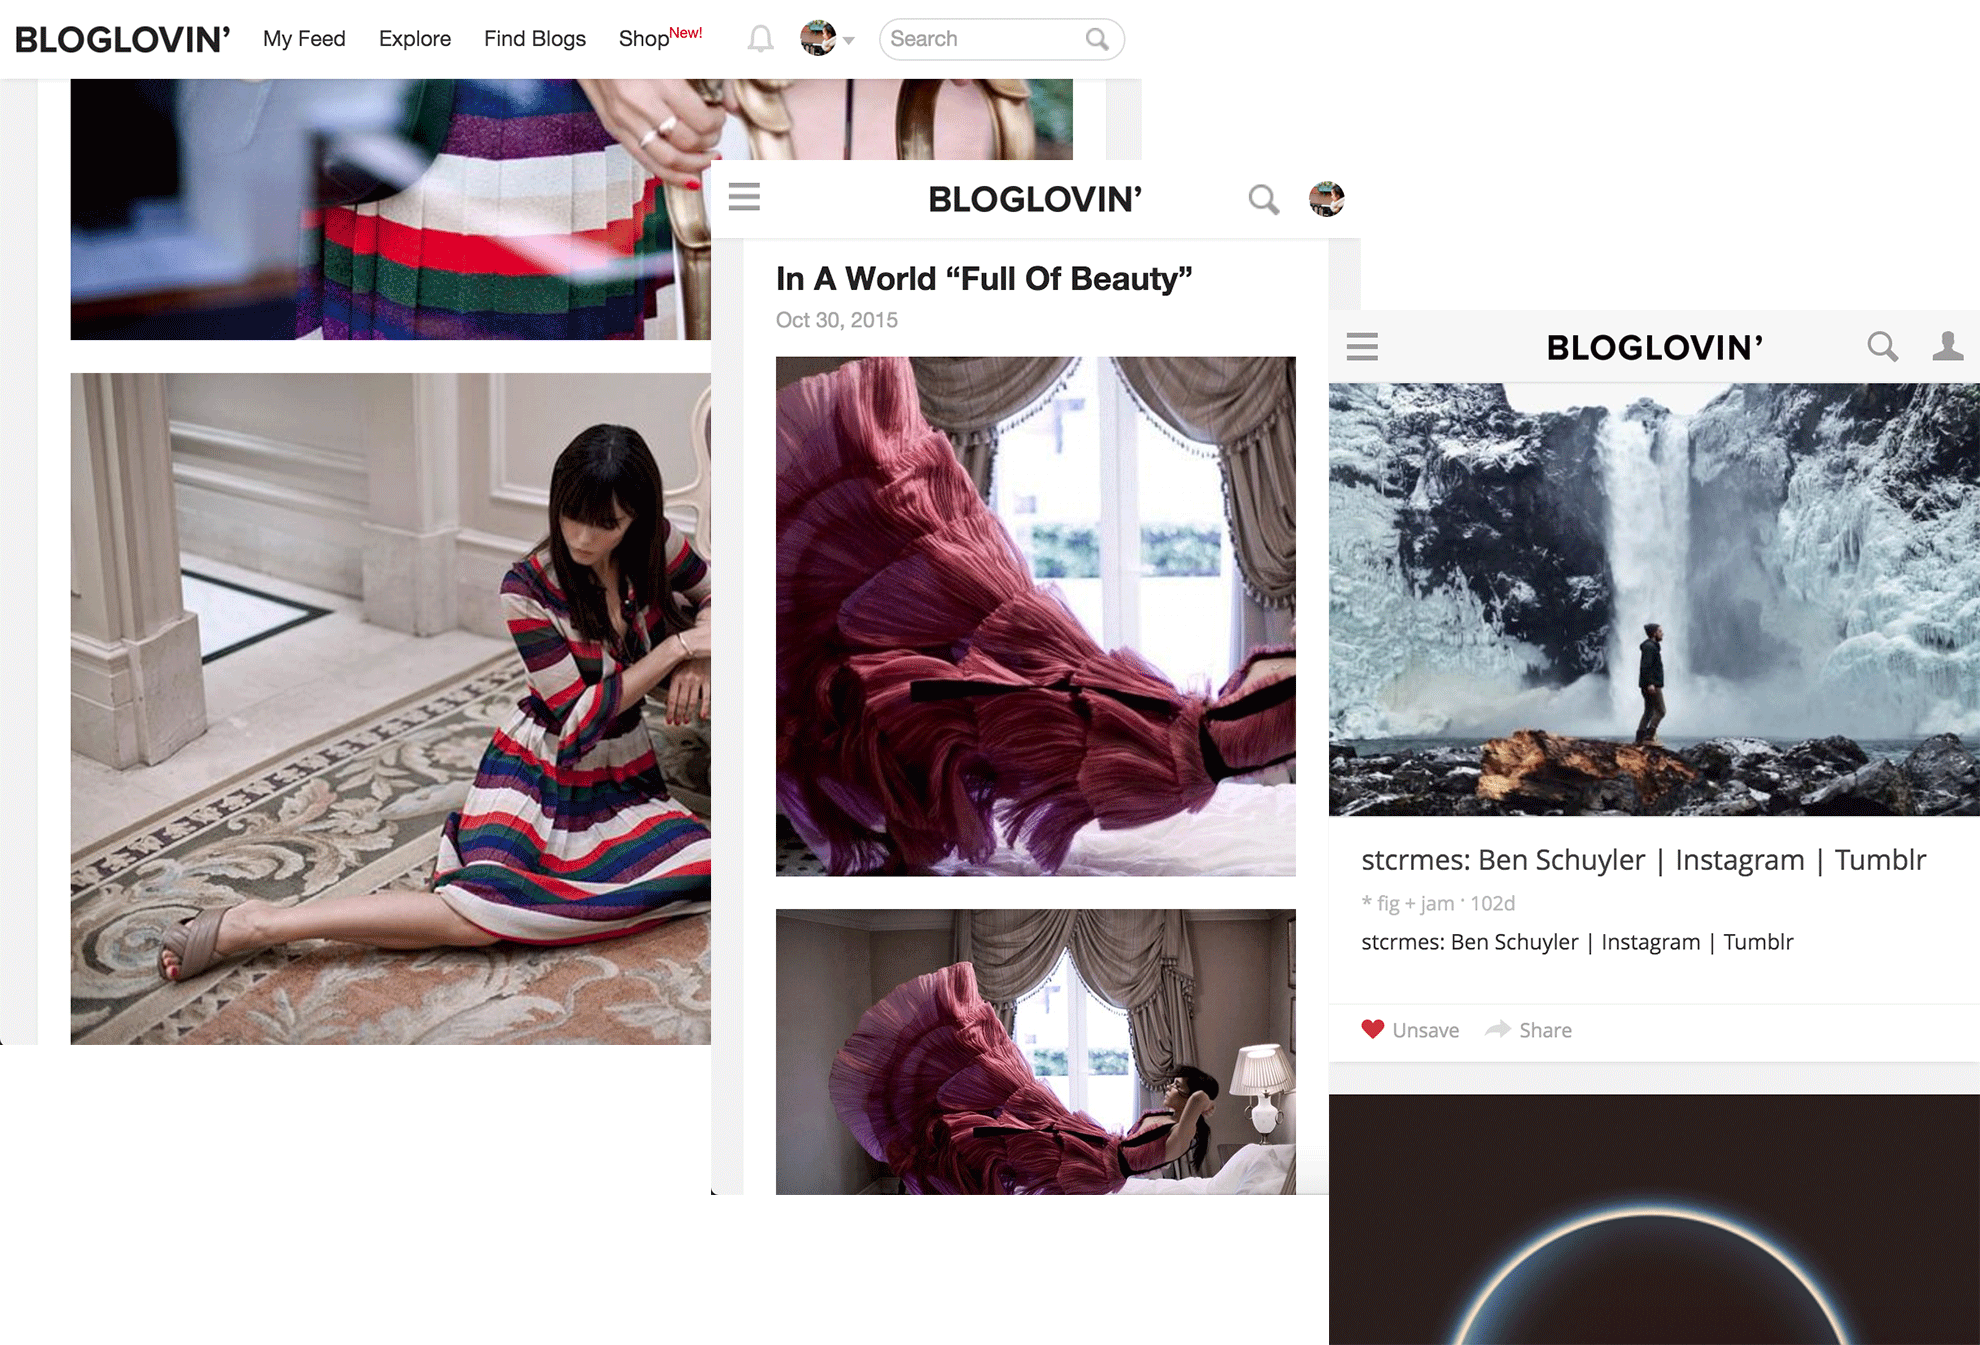 BLOGLOVIN’ My Feed Explore Find Blogs Shop New! Search
BLOGLOVIN’
In A World “Full Of Beauty”
Oct 30, 2015
BLOGLOVIN’
stcrmes: Ben Schuyler | Instagram | Tumblr
* fig + jam · 102d
stcrmes: Ben Schuyler | Instagram | Tumblr
Unsave Share